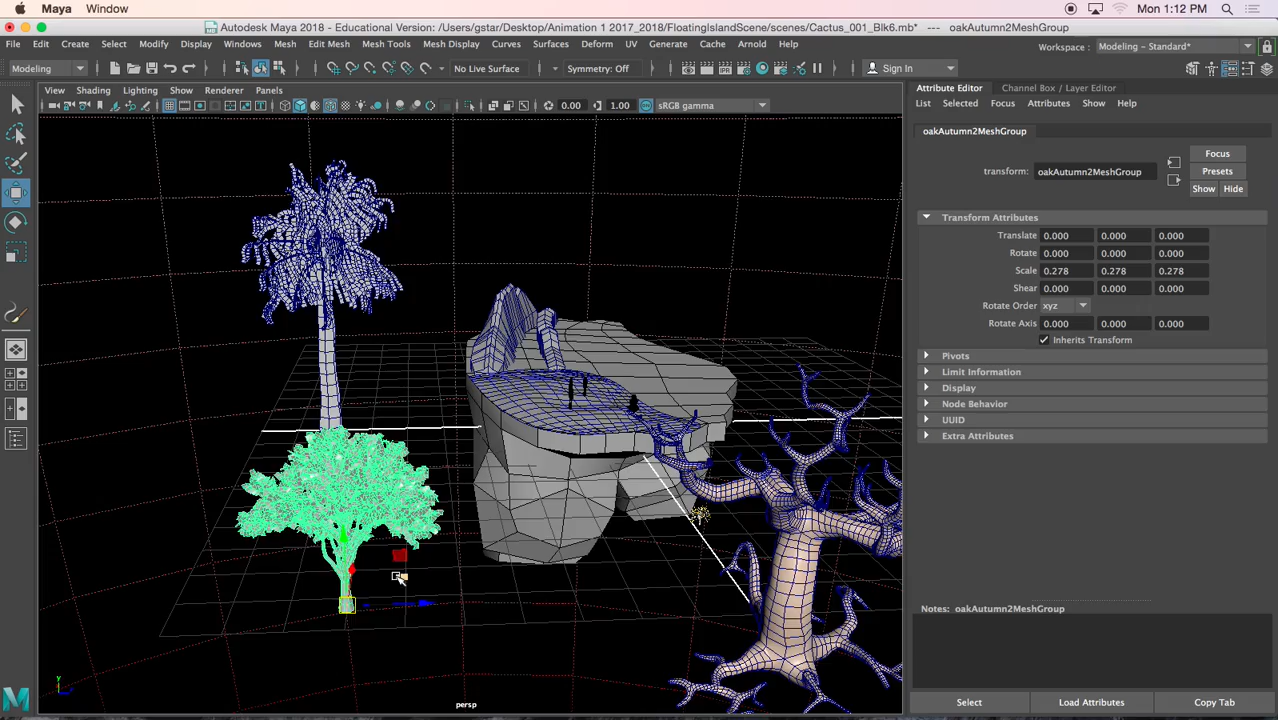 Maya Window Mon 1:12 PM
Autodesk Maya 2018 - Educational Version: /Users/gstar/Desktop/Animation 1 2017_2018/FloatingIslandScene/scenes/Cactus_001_Blk6.mb* --- oakAutumn2MeshGroup
File Edit Create Select Modify Display Windows Mesh Edit Mesh Mesh Tools Mesh Display Curves Surfaces Deform UV Generate Cache Arnold Help Workspace : Modeling - Standard*
Modeling No Live Surface Symmetry: Off Sign In
View Shading Lighting Show Renderer Panels
0.00 1.00 sRGB gamma
Attribute Editor Channel Box / Layer Editor
List Selected Focus Attributes Show Help
oakAutumn2MeshGroup
Focus
transform: oakAutumn2MeshGroup Presets
Show Hide
Transform Attributes
Translate 0.000 0.000 0.000
Rotate 0.000 0.000 0.000
Scale 0.278 0.278 0.278
Shear 0.000 0.000 0.000
Rotate Order xyz
Rotate Axis 0.000 0.000 0.000
Inherits Transform
Pivots
Limit Information
Display
Node Behavior
UUID
Extra Attributes
Notes: oakAutumn2MeshGroup
y
persp
Select Load Attributes Copy Tab